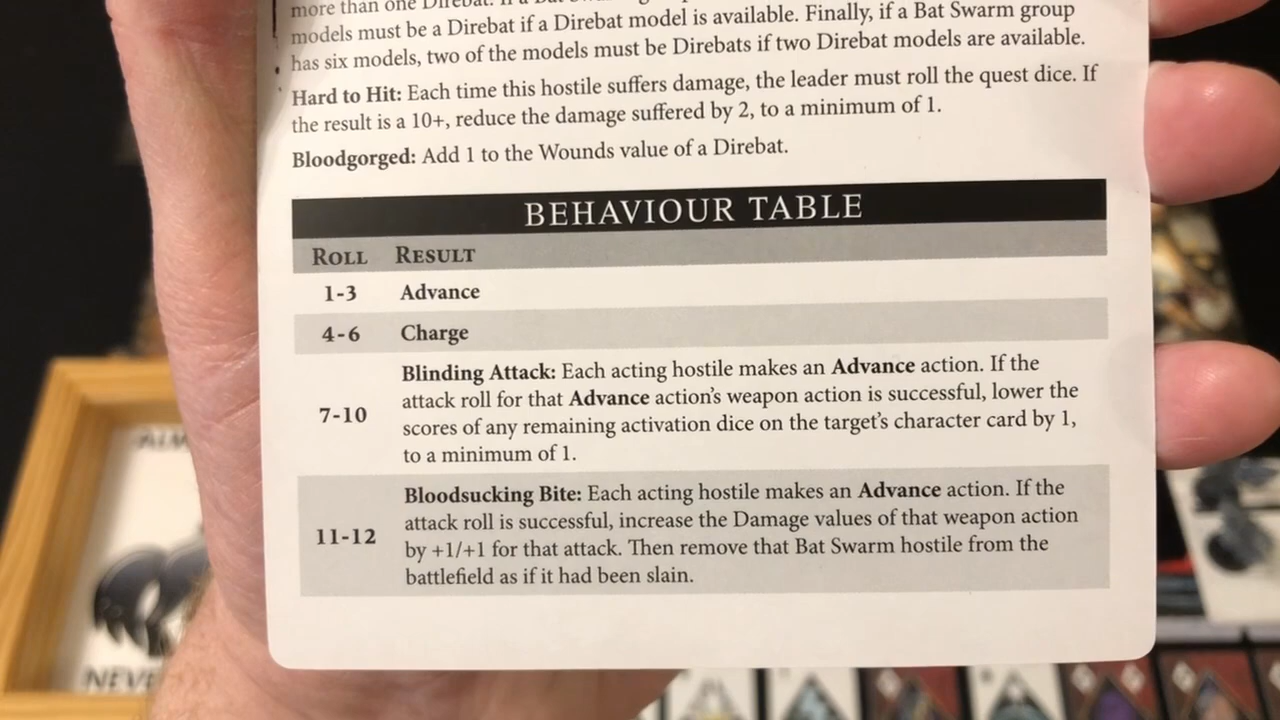 more than one Direbat. If a Bat Swarm
models must be a Direbat if a Direbat model is available. Finally, if a Bat Swarm group
has six models, two of the models must be Direbats if two Direbat models are available.
Hard to Hit: Each time this hostile suffers damage, the leader must roll the quest dice. If
the result is a 10+, reduce the damage suffered by 2, to a minimum of 1.
Bloodgorged: Add 1 to the Wounds value of a Direbat.
BEHAVIOUR TABLE
ROLL RESULT
1-3 Advance
4-6 Charge
Blinding Attack: Each acting hostile makes an Advance action. If the
attack roll for that Advance action's weapon action is successful, lower the
7-10
scores of any remaining activation dice on the target's character card by 1,
to a minimum of 1.
Bloodsucking Bite: Each acting hostile makes an Advance action. If the
attack roll is successful, increase the Damage values of that weapon action
11-12
by +1/+1 for that attack. Then remove that Bat Swarm hostile from the
battlefield as if it had been slain.